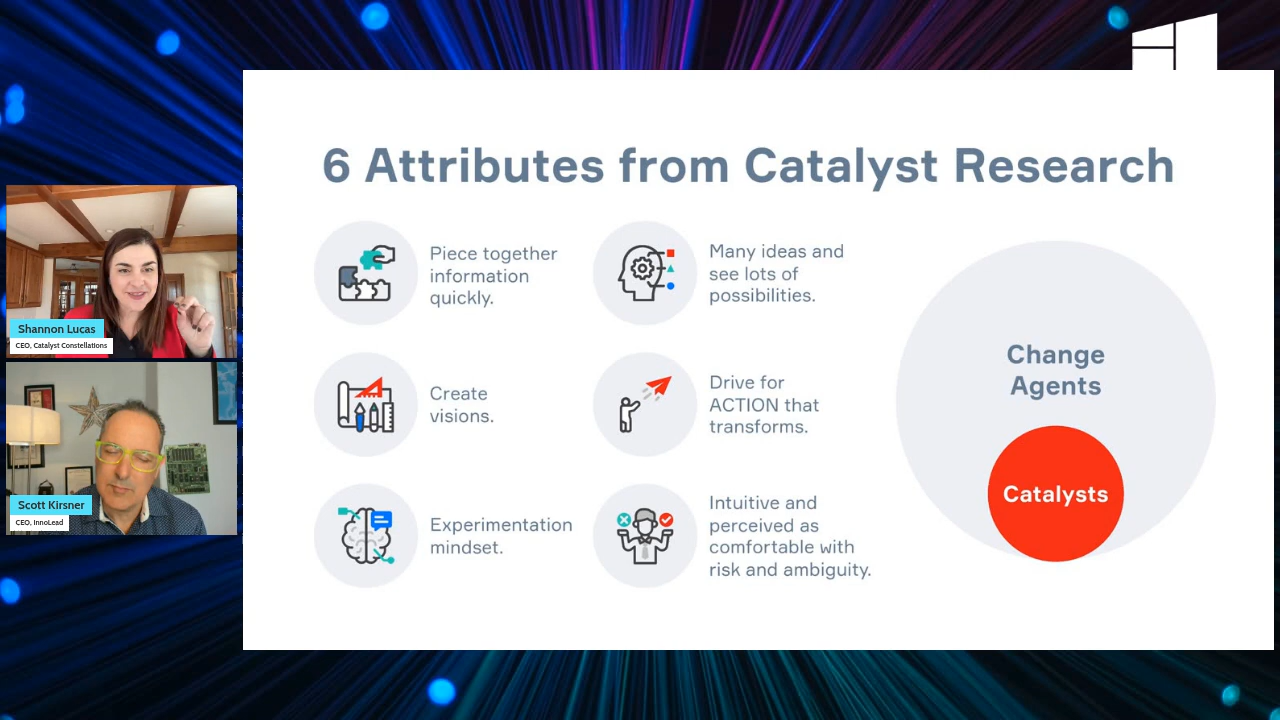 6 Attributes from Catalyst Research
Piece together
information
quickly.
Many ideas and
see lots of
possibilities.
Create
visions.
Drive for
ACTION that
transforms.
Experimentation
mindset.
Intuitive and
perceived as
comfortable with
risk and ambiguity.
Change
Agents
Catalysts
Shannon Lucas
CEO, Catalyst Constellations
Scott Kirsner
CEO, InnoLead